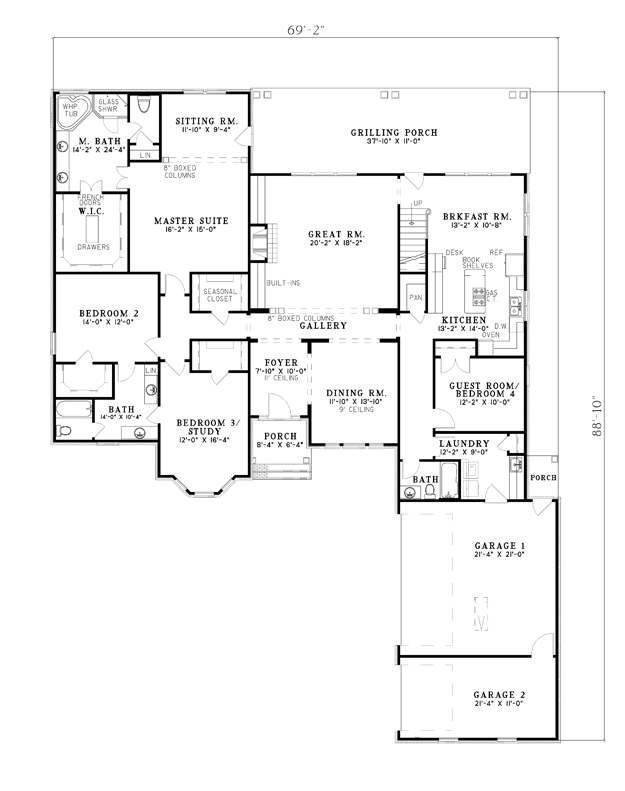 69'-2"
WHP. TUB
GLASS SHWR
M. BATH
14'-2" X 24'-4"
LIN.
SITTING RM.
11'-10" X 9'-4"
8" BOXED COLUMNS
GRILLING PORCH
37'-10" X 11'-0"
FRENCH DOORS
W.I.C.
DRAWERS
MASTER SUITE
16'-2" X 15'-0"
GREAT RM.
20'-2" X 18'-2"
UP
BRKFAST RM.
13'-2" X 10'-8"
DESK
REF.
BOOK SHELVES
GAS C.T.
PAN.
KITCHEN
13'-2" X 14'-0"
D.W.
OVEN
BUILT-INS
SEASONAL CLOSET
8" BOXED COLUMNS
GALLERY
BEDROOM 2
14'-0" X 12'-0"
FOYER
7'-10" X 10'-0"
11' CEILING
DINING RM.
11'-10" X 13'-10"
9' CEILING
GUEST ROOM/
BEDROOM 4
12'-2" X 10'-0"
LIN.
BATH
14'-0" X 10'-4"
BEDROOM 3/
STUDY
12'-0" X 16'-4"
PORCH
8'-4" X 6'-4"
LAUNDRY
12'-2" X 9'-0"
BATH
PORCH
88'-10"
GARAGE 1
21'-4" X 21'-0"
GARAGE 2
21'-4" X 11'-0"